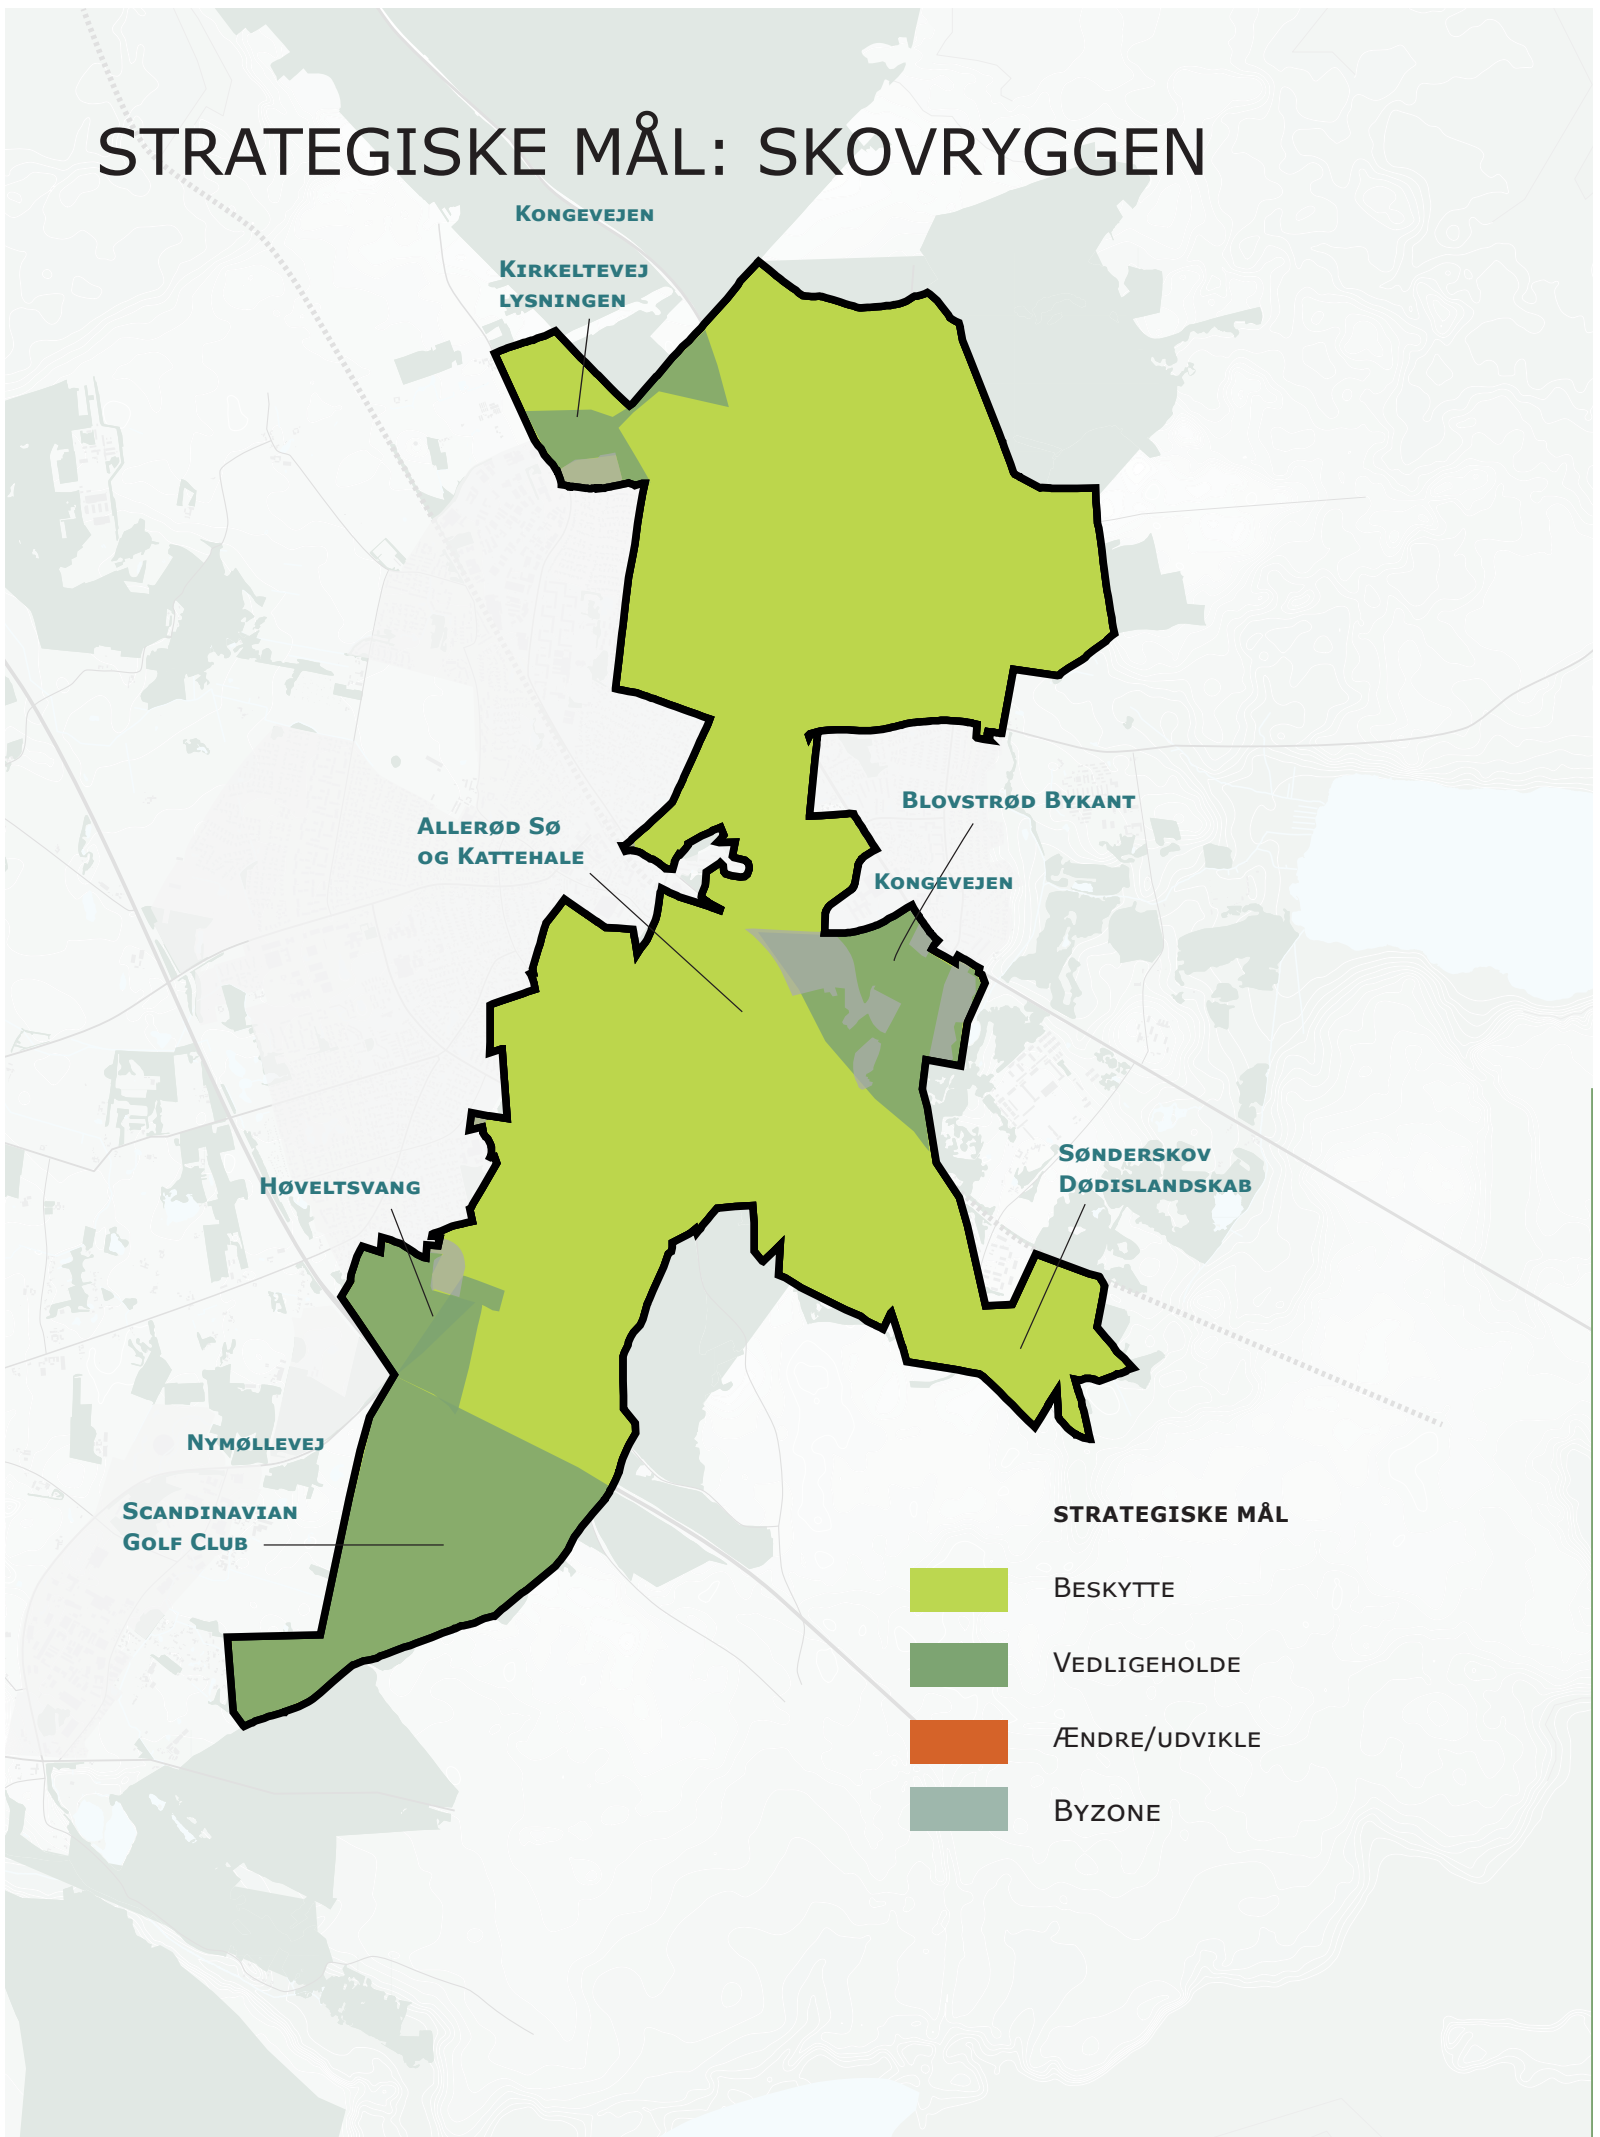 STRATEGISKE MÅL: SKOVRYGGEN
Kongevejen
Kirkeltevej
lysningen
Blovstrød Bykant
Allerød Sø
og Kattehale
Kongevejen
Sønderskov
Dødislandskab
Høveltsvang
Nymøllevej
Scandinavian
Golf Club
STRATEGISKE MÅL
Beskytte
Vedligeholde
Ændre/udvikle
Byzone